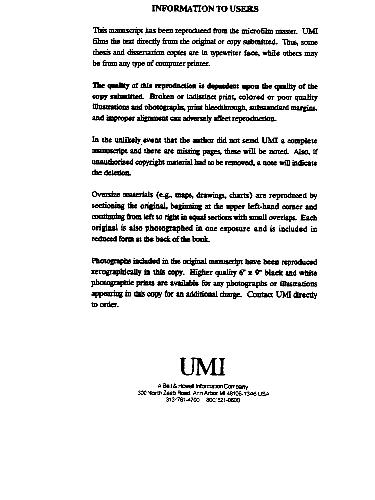 INFORMATION TO USERS
This manuscript has been reproduced from the microfilm master. UMI
films the text directly from the original or copy submitted. Thus, some
thesis and dissertation copies are in typewriter face, while others may
be from any type of computer printer.
The quality of this reproduction is dependent upon the quality of the
copy submitted. Broken or indistinct print, colored or poor quality
illustrations and photographs, print bleedthrough, substandard margins,
and improper alignment can adversely affect reproduction.
In the unlikely event that the author did not send UMI a complete
manuscript and there are missing pages, these will be noted. Also, if
unauthorized copyright material had to be removed, a note will indicate
the deletion.
Oversize materials (e.g., maps, drawings, charts) are reproduced by
sectioning the original, beginning at the upper left-hand corner and
continuing from left to right in equal sections with small overlaps. Each
original is also photographed in one exposure and is included in
reduced form at the back of the book.
Photographs included in the original manuscript have been reproduced
xerographically in this copy. Higher quality 6" x 9" black and white
photographic prints are available for any photographs or illustrations
appearing in this copy for an additional charge. Contact UMI directly
to order.
UMI
A Bell & Howell Information Company
300 North Zeeb Road, Ann Arbor MI 48106-1346 USA
313/761-4700 800/521-0600